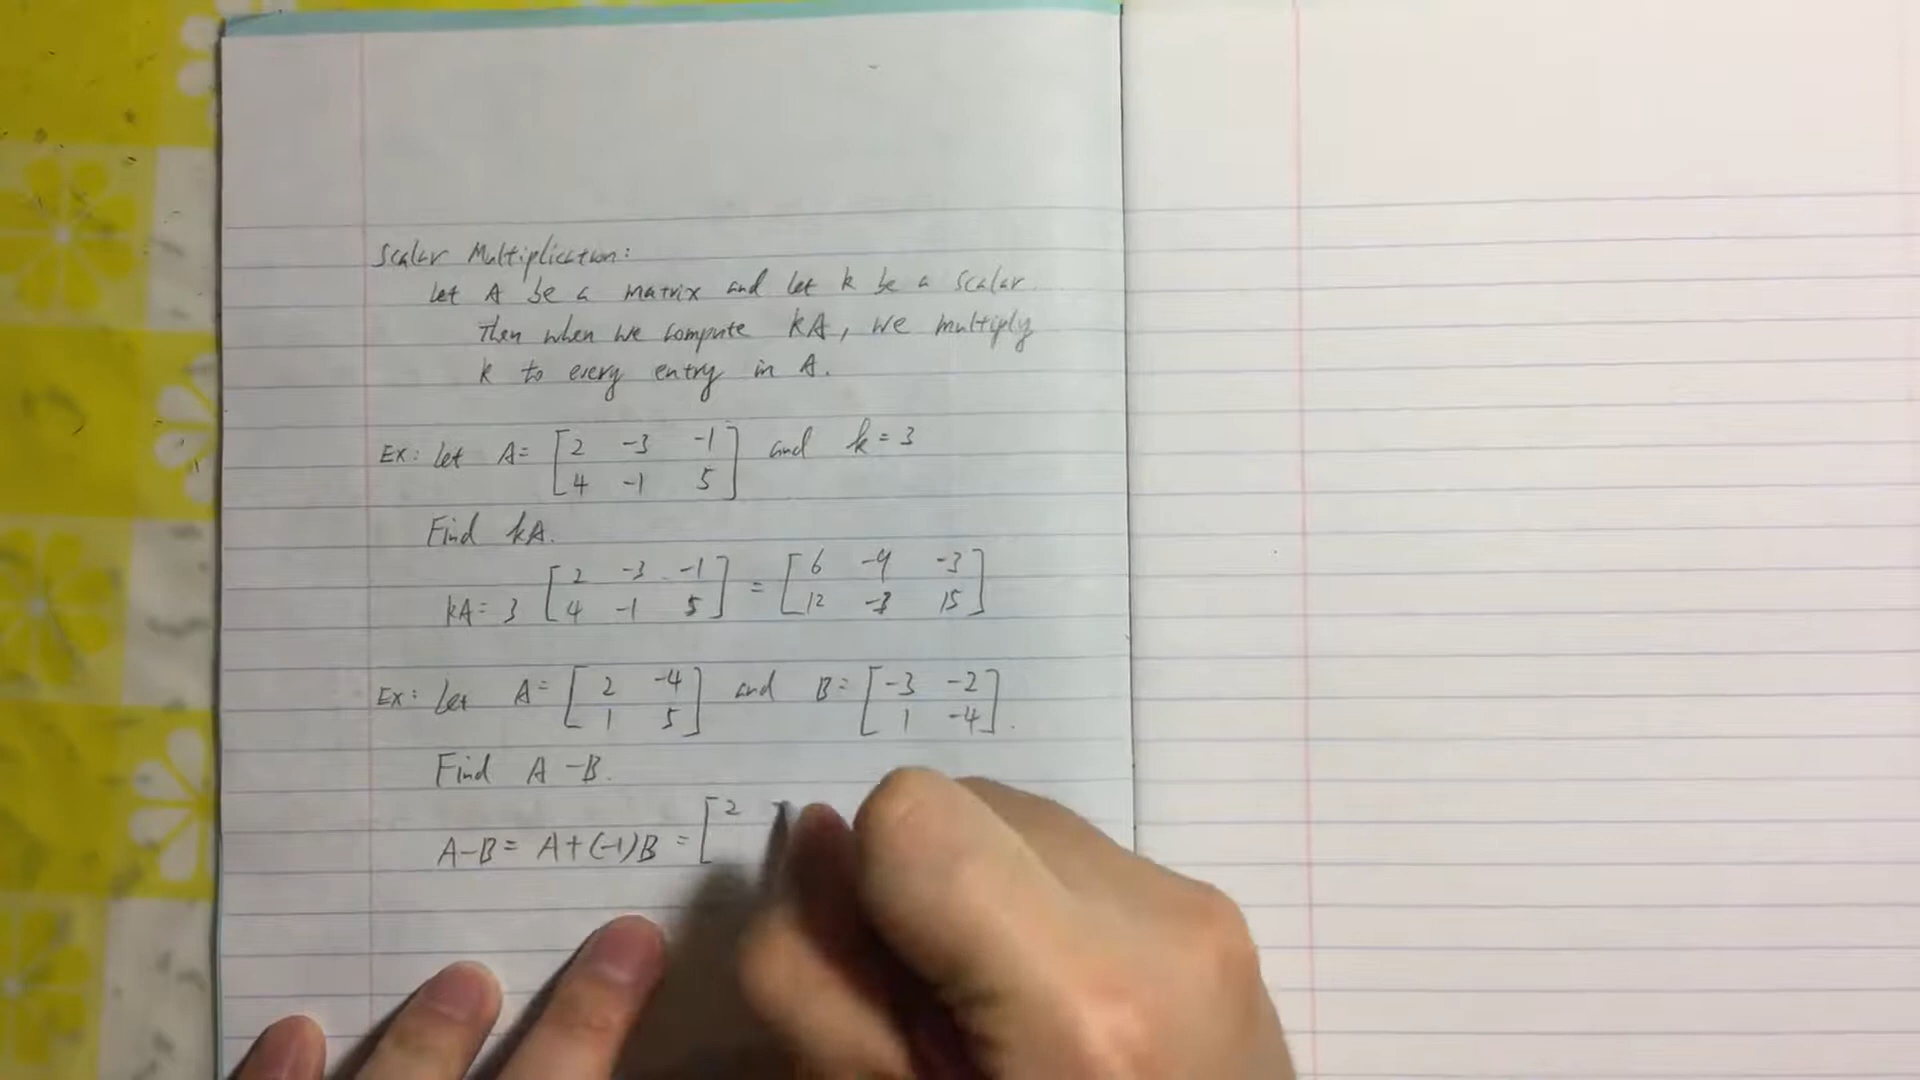 Scalar Multiplication:
Let A be a matrix and let k be a scalar.
Then when we compute kA, we multiply
k to every entry in A.
Ex: Let A = [2 -3 -1
4 -1 5] and k = 3
Find kA.
kA = 3 [2 -3 -1
4 -1 5] = [6 -9 -3
12 -3 15]
Ex: Let A = [2 -4
1 5] and B = [-3 -2
1 -4].
Find A - B.
A-B = A+(-1)B = [2